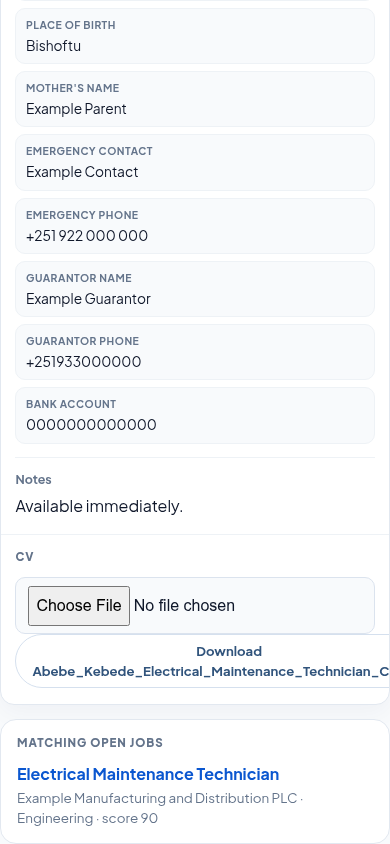 PLACE OF BIRTH
Bishoftu
MOTHER'S NAME
Example Parent
EMERGENCY CONTACT
Example Contact
EMERGENCY PHONE
+251 922 000 000
GUARANTOR NAME
Example Guarantor
GUARANTOR PHONE
+251933000000
BANK ACCOUNT
0000000000000
Notes
Available immediately.
CV
Choose File No file chosen
Download
Abebe_Kebede_Electrical_Maintenance_Technician_C
MATCHING OPEN JOBS
Electrical Maintenance Technician
Example Manufacturing and Distribution PLC ·
Engineering · score 90